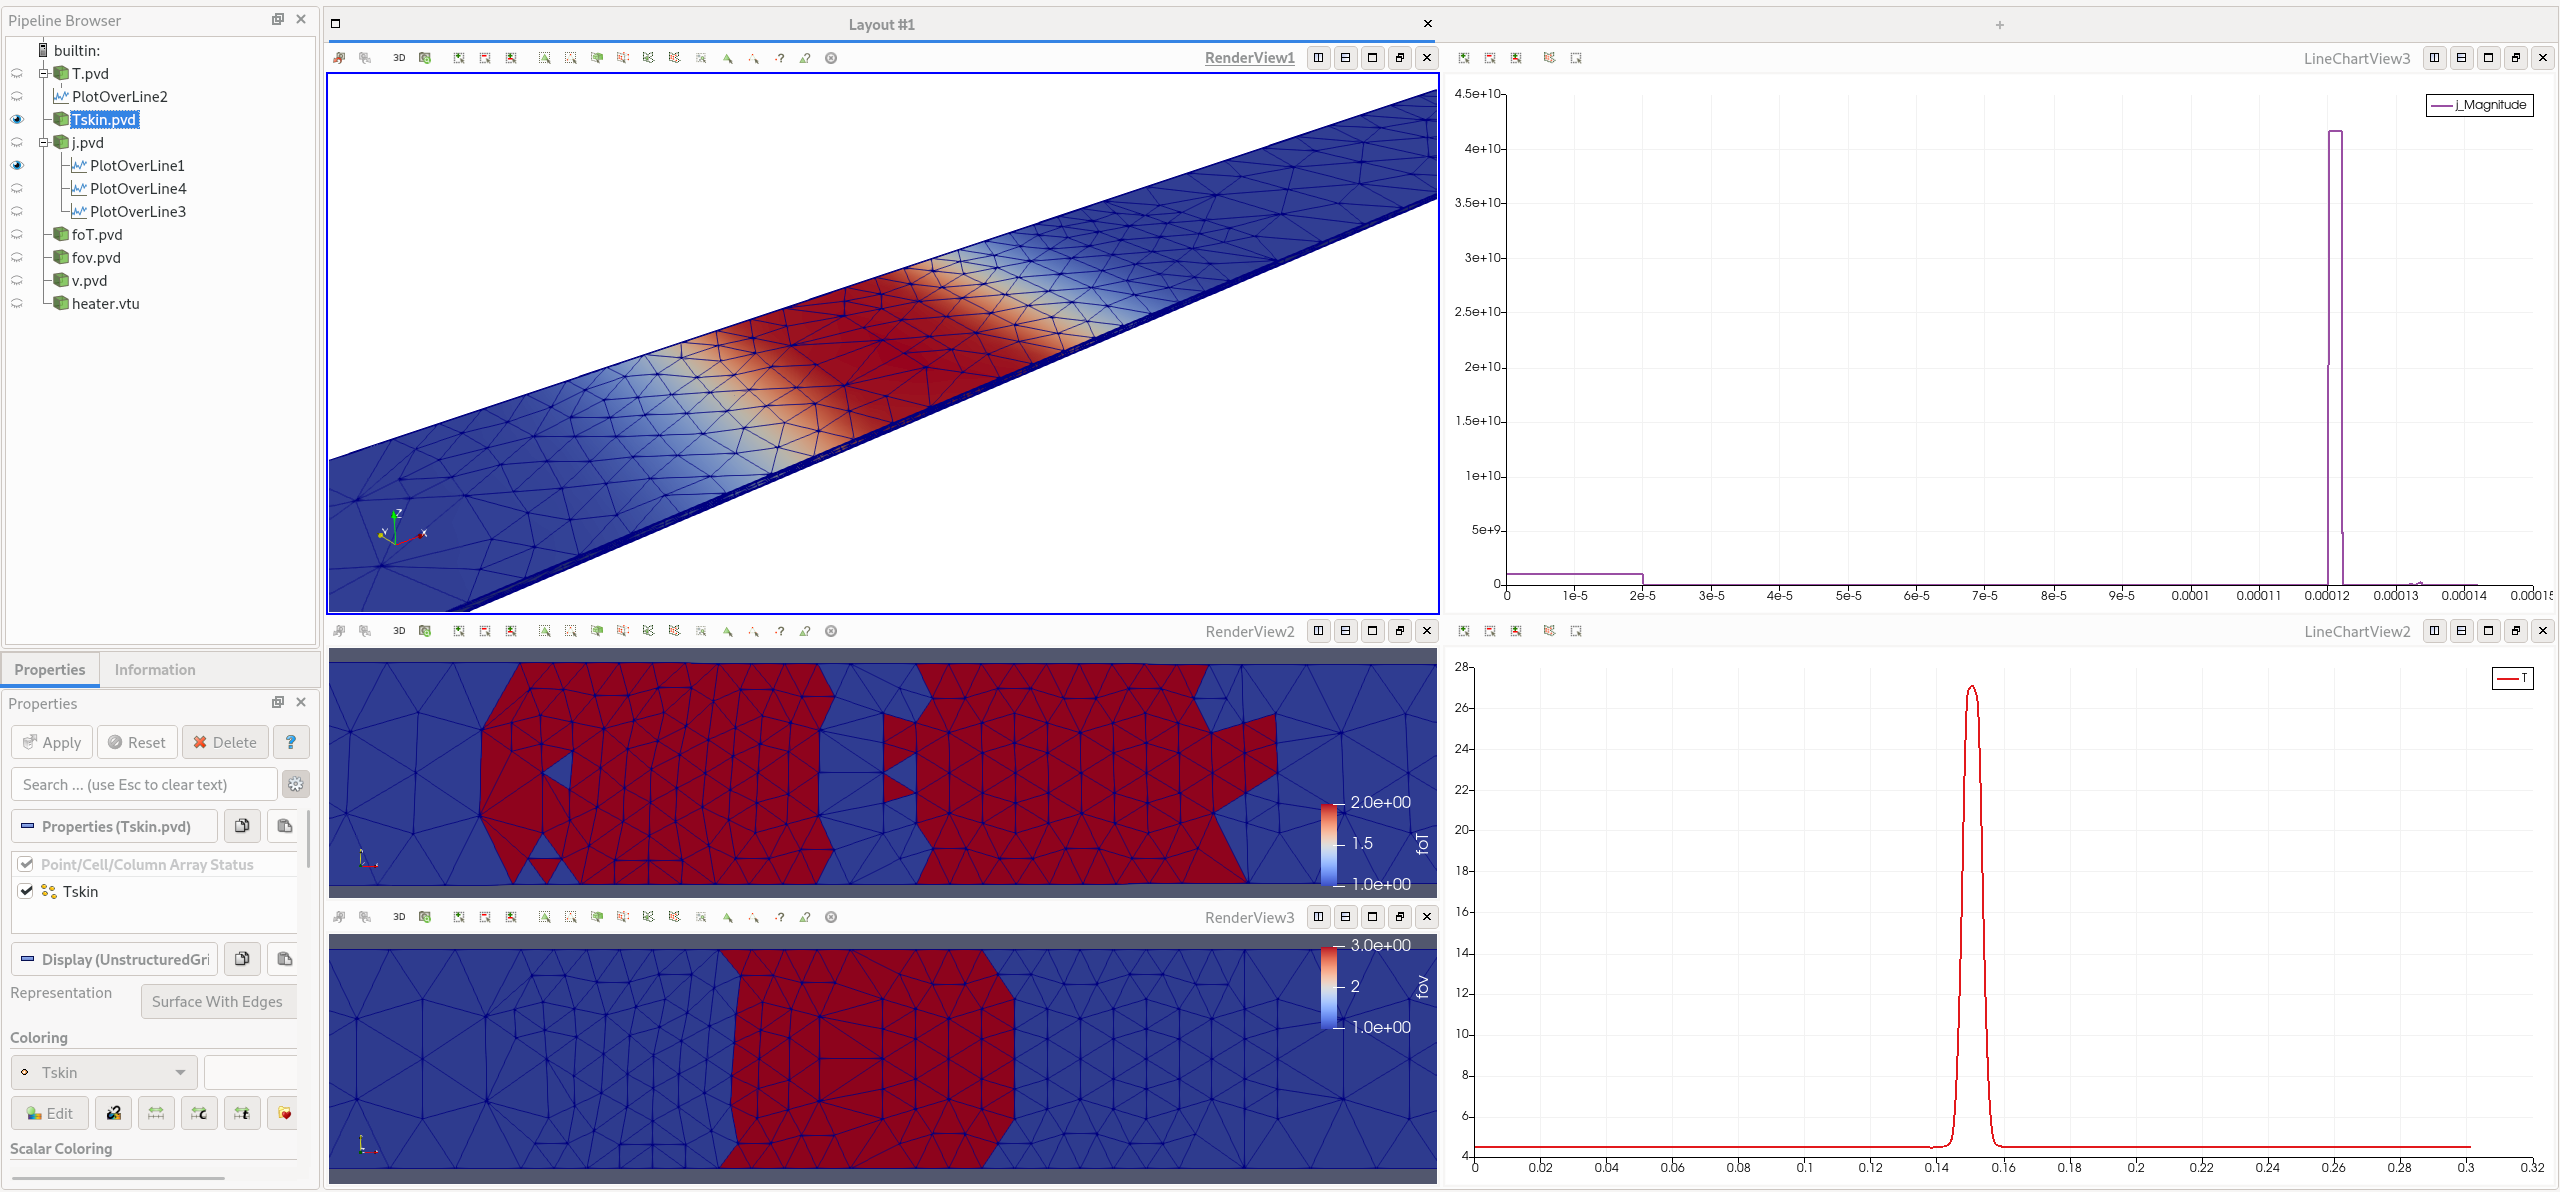 Pipeline Browser
builtin:
T.pvd
PlotOverLine2
Tskin.pvd
j.pvd
PlotOverLine1
PlotOverLine4
PlotOverLine3
foT.pvd
fov.pvd
v.pvd
heater.vtu
Properties Information
Properties
Apply Reset Delete ?
Search ... (use Esc to clear text)
Properties (Tskin.pvd)
Point/Cell/Column Array Status
Tskin
Display (UnstructuredGri
Representation Surface With Edges
Coloring
Tskin
Edit
Scalar Coloring
Layout #1
3D RenderView1
Z
Y X
3D RenderView2
2.0e+00
1.5
1.0e+00
foT
3D RenderView3
3.0e+00
2
1.0e+00
fov
LineChartView3
j_Magnitude
4.5e+10
4e+10
3.5e+10
3e+10
2.5e+10
2e+10
1.5e+10
1e+10
5e+9
0
0 1e-5 2e-5 3e-5 4e-5 5e-5 6e-5 7e-5 8e-5 9e-5 0.0001 0.00011 0.00012 0.00013 0.00014 0.00015
LineChartView2
T
28
26
24
22
20
18
16
14
12
10
8
6
4
0 0.02 0.04 0.06 0.08 0.1 0.12 0.14 0.16 0.18 0.2 0.22 0.24 0.26 0.28 0.3 0.32